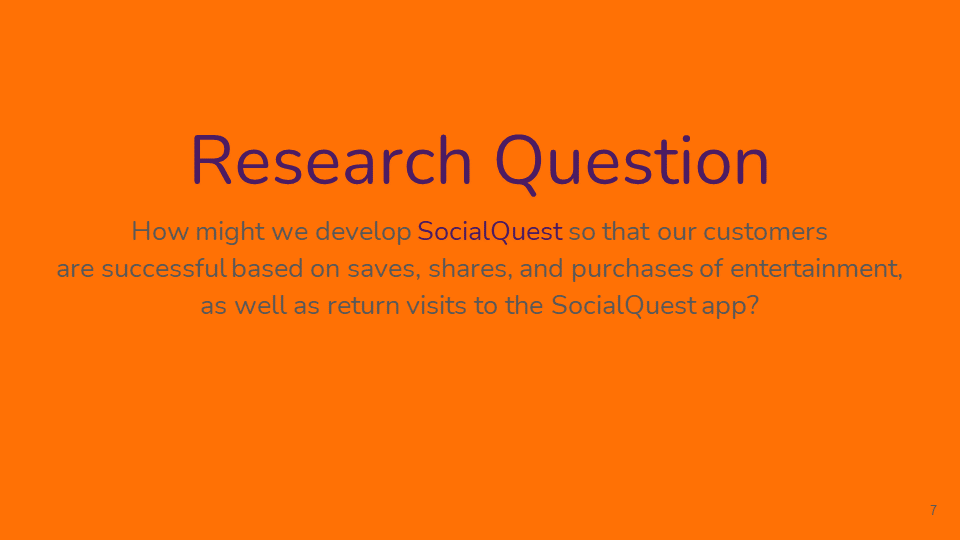 Research Question
How might we develop SocialQuest so that our customers
are successful based on saves, shares, and purchases of entertainment,
as well as return visits to the SocialQuest app?
7